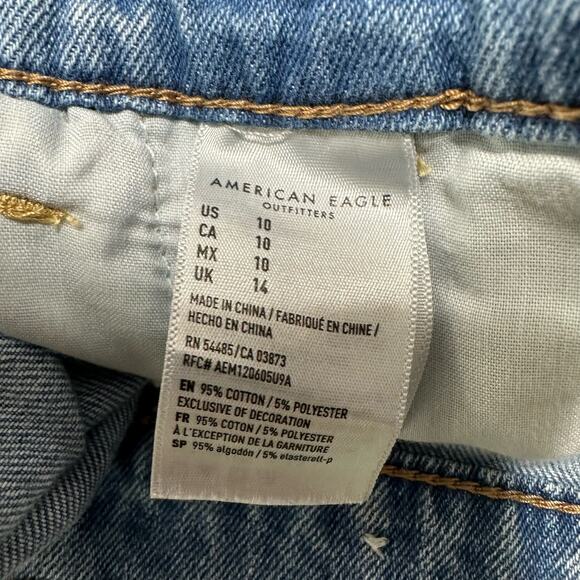 AMERICAN EAGLE
OUTFITTERS
US 10
CA 10
MX 10
UK 14
MADE IN CHINA / FABRIQUÉ EN CHINE /
HECHO EN CHINA
RN 54485/CA 03873
RFC# AEM120605U9A
EN 95% COTTON / 5% POLYESTER
EXCLUSIVE OF DECORATION
FR 95% COTTON / 5% POLYESTER
À L'EXCEPTION DE LA GARNITURE
SP 95% algodón / 5% elasterell-p